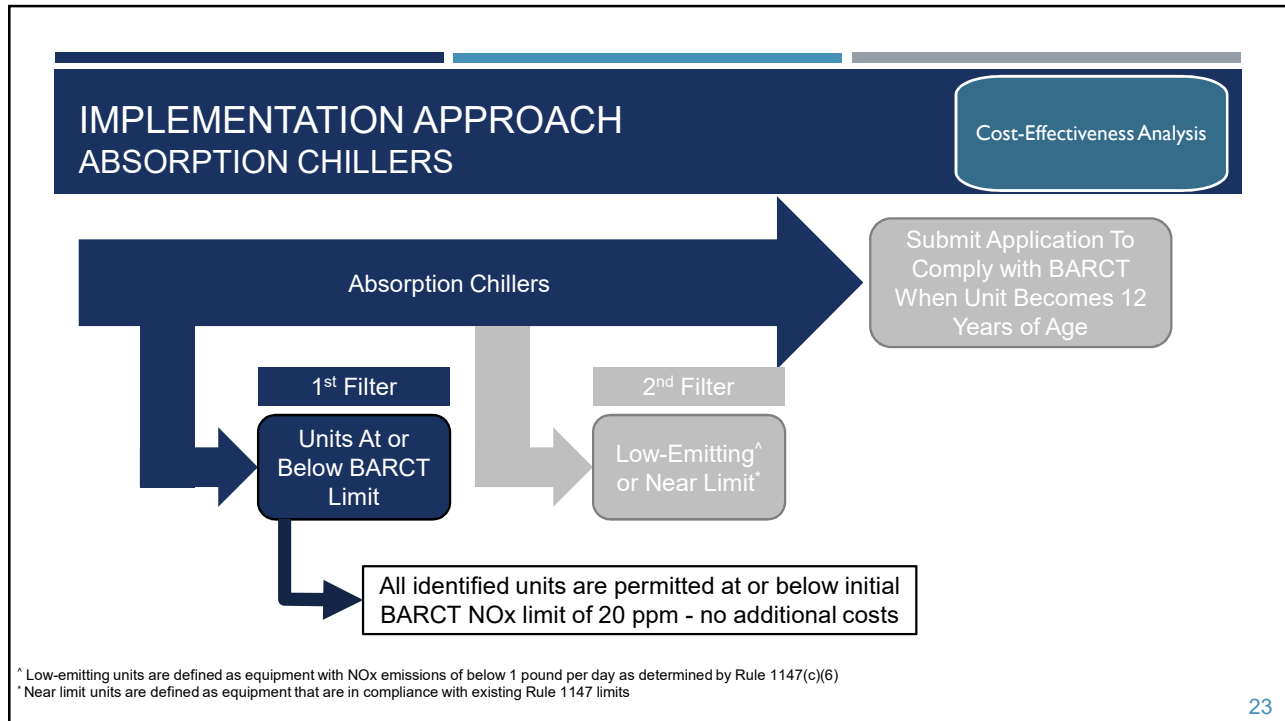 IMPLEMENTATION APPROACH
ABSORPTION CHILLERS
Cost-Effectiveness Analysis
Absorption Chillers
Submit Application To
Comply with BARCT
When Unit Becomes 12
Years of Age
1st Filter
Units At or
Below BARCT
Limit
2nd Filter
Low-Emitting^
or Near Limit*
All identified units are permitted at or below initial
BARCT NOx limit of 20 ppm - no additional costs
^ Low-emitting units are defined as equipment with NOx emissions of below 1 pound per day as determined by Rule 1147(c)(6)
* Near limit units are defined as equipment that are in compliance with existing Rule 1147 limits
23